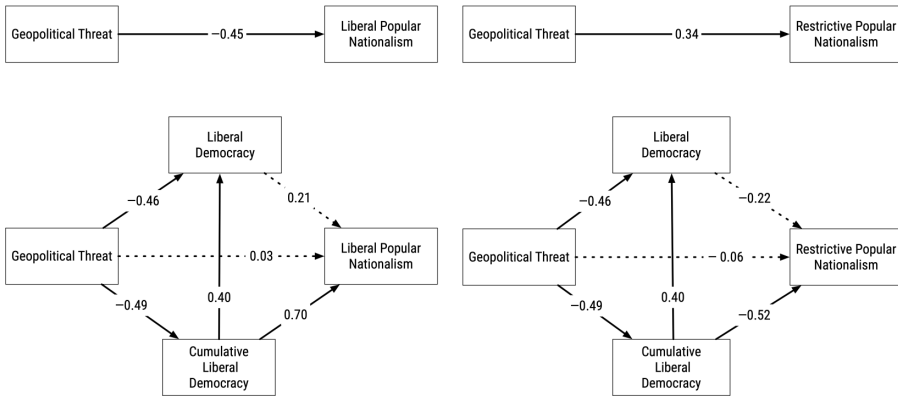 Geopolitical Threat
−0.45
Liberal Popular
Nationalism
Geopolitical Threat
0.34
Restrictive Popular
Nationalism
Liberal
Democracy
−0.46
0.21
Geopolitical Threat
0.03
Liberal Popular
Nationalism
−0.49
0.40
0.70
Cumulative
Liberal
Democracy
Liberal
Democracy
−0.46
−0.22
Geopolitical Threat
− 0.06
Restrictive Popular
Nationalism
−0.49
0.40
−0.52
Cumulative
Liberal
Democracy